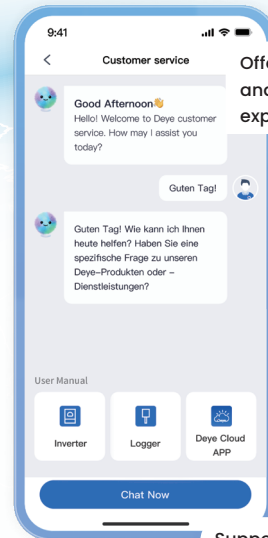 9:41
Customer service
Offe
and
exp
Good Afternoon👋
Hello! Welcome to Deye customer
service. How may I assist you
today?
Guten Tag!
Guten Tag! Wie kann ich Ihnen
heute helfen? Haben Sie eine
spezifische Frage zu unseren
Deye-Produkten oder –
Dienstleistungen?
User Manual
Inverter
Logger
Deye Cloud
APP
Chat Now